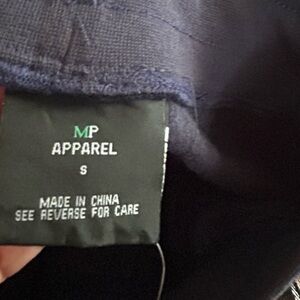 MP
APPAREL
S
MADE IN CHINA
SEE REVERSE FOR CARE